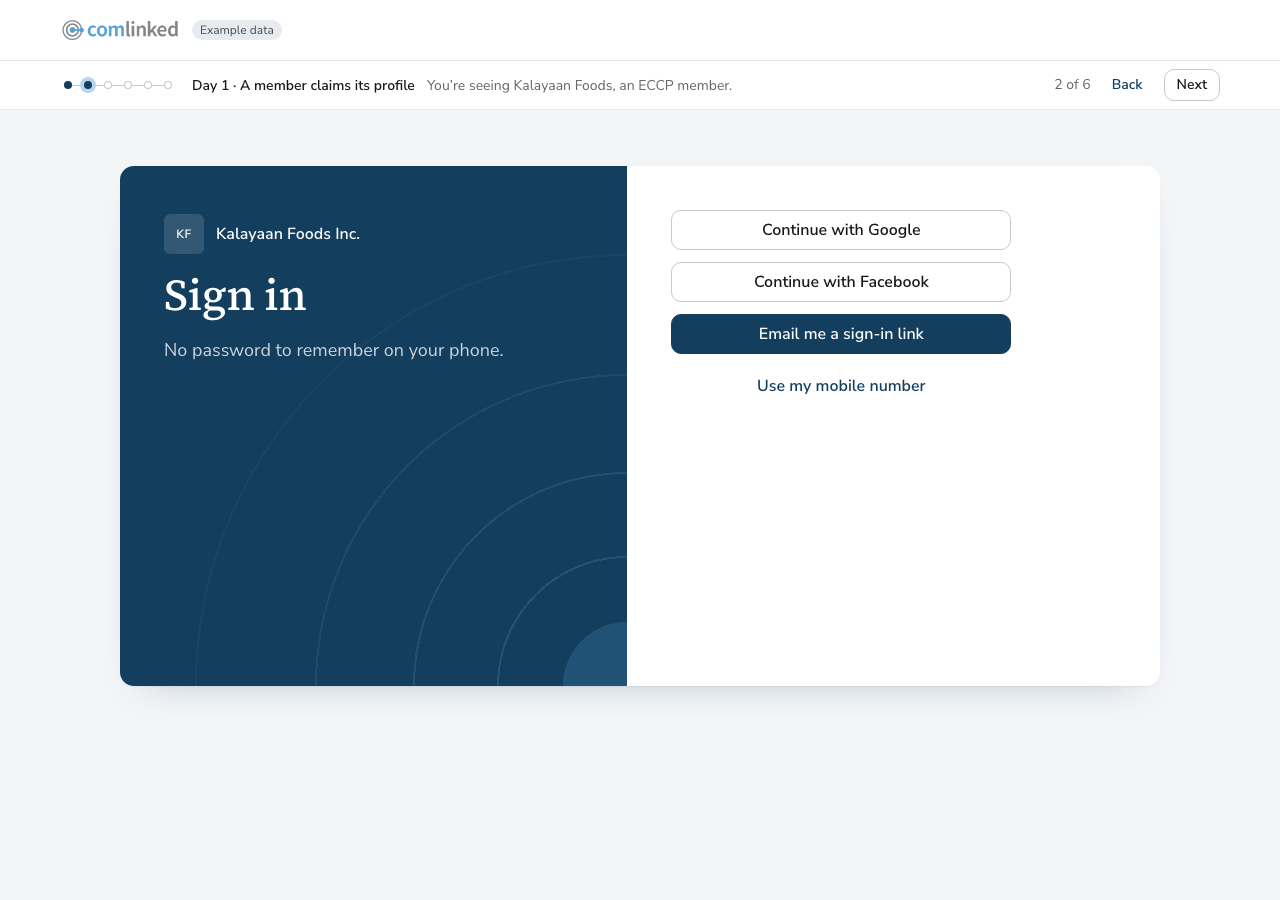 comlinked Example data
Day 1 · A member claims its profile You're seeing Kalayaan Foods, an ECCP member. 2 of 6 Back Next
KF Kalayaan Foods Inc.
Sign in
No password to remember on your phone.
Continue with Google
Continue with Facebook
Email me a sign-in link
Use my mobile number